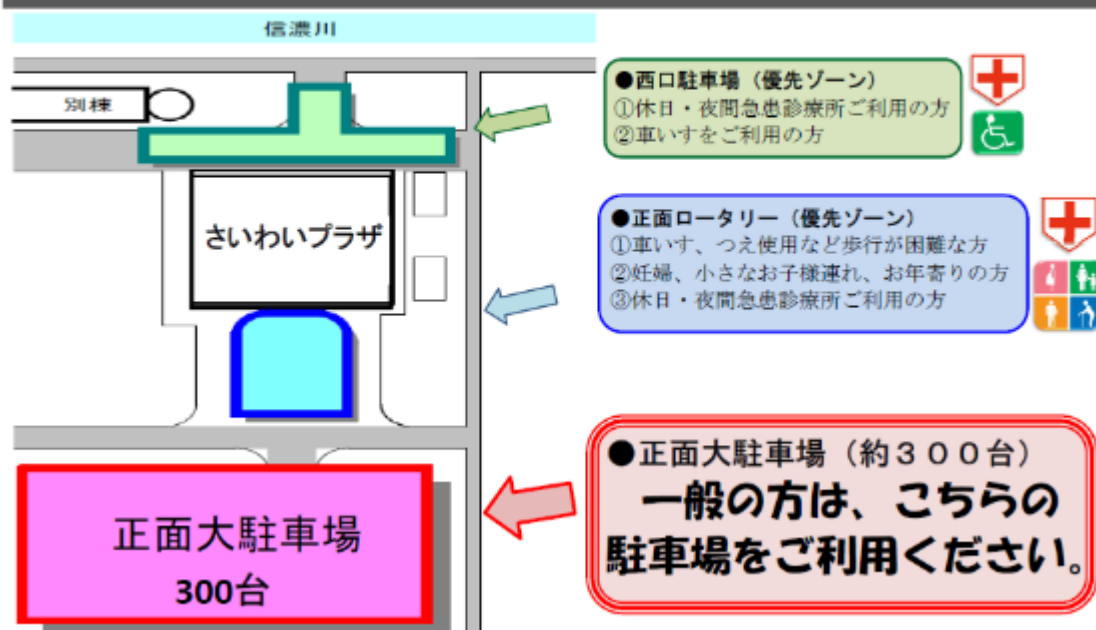 信濃川
別棟
●西口駐車場（優先ゾーン）
①休日・夜間急患診療所ご利用の方
②車いすをご利用の方
さいわいプラザ
●正面ロータリー（優先ゾーン）
①車いす、つえ使用など歩行が困難な方
②妊婦、小さなお子様連れ、お年寄りの方
③休日・夜間急患診療所ご利用の方
正面大駐車場
300台
●正面大駐車場（約３００台）
一般の方は、こちらの
駐車場をご利用ください。